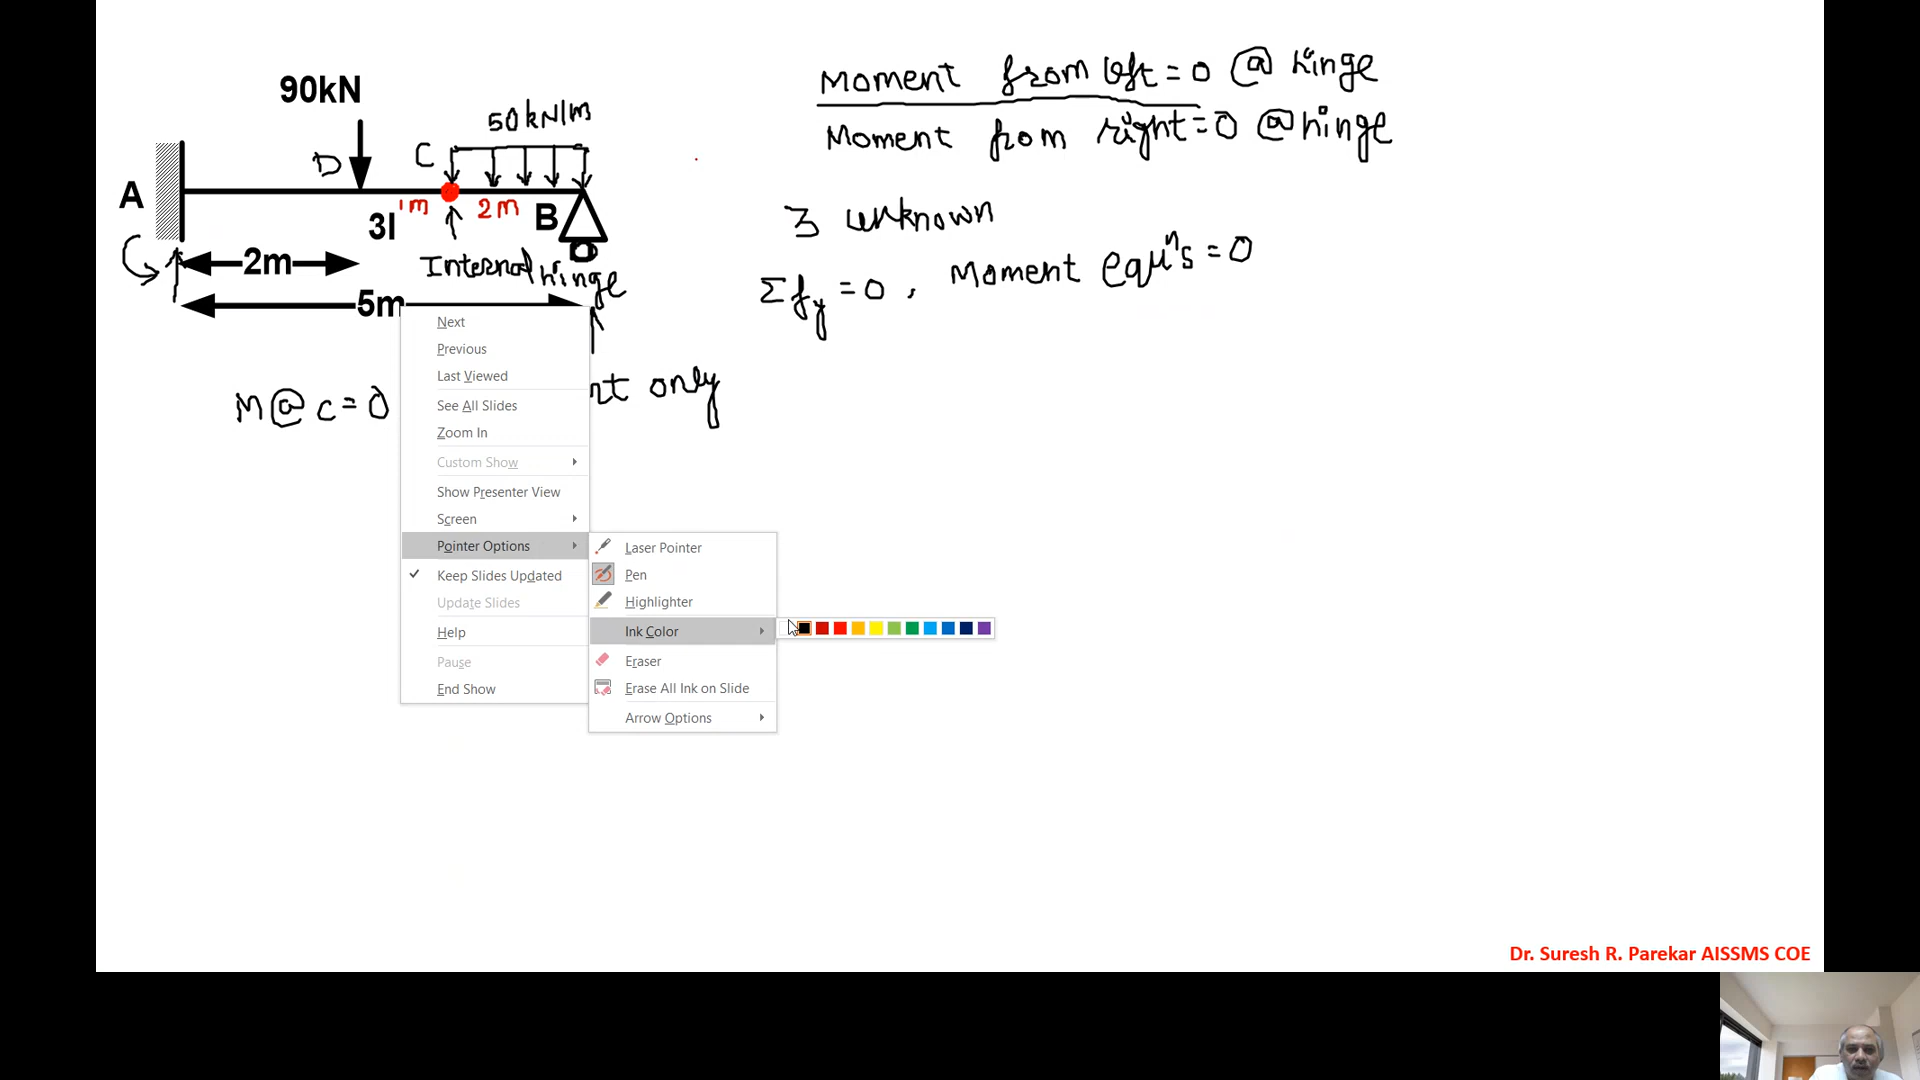 90kN
50kN/m
D
C
A
1m
2m
B
3I
2m
Internal hinge
5m
M@C=0
nt only
Moment from left=0 @ hinge
Moment from right=0 @hinge
3 unknown
Σfy=0, Moment equⁿs=0
Next
Previous
Last Viewed
See All Slides
Zoom In
Custom Show
Show Presenter View
Screen
Pointer Options
Keep Slides Updated
Update Slides
Help
Pause
End Show
Laser Pointer
Pen
Highlighter
Ink Color
Eraser
Erase All Ink on Slide
Arrow Options
Dr. Suresh R. Parekar AISSMS COE